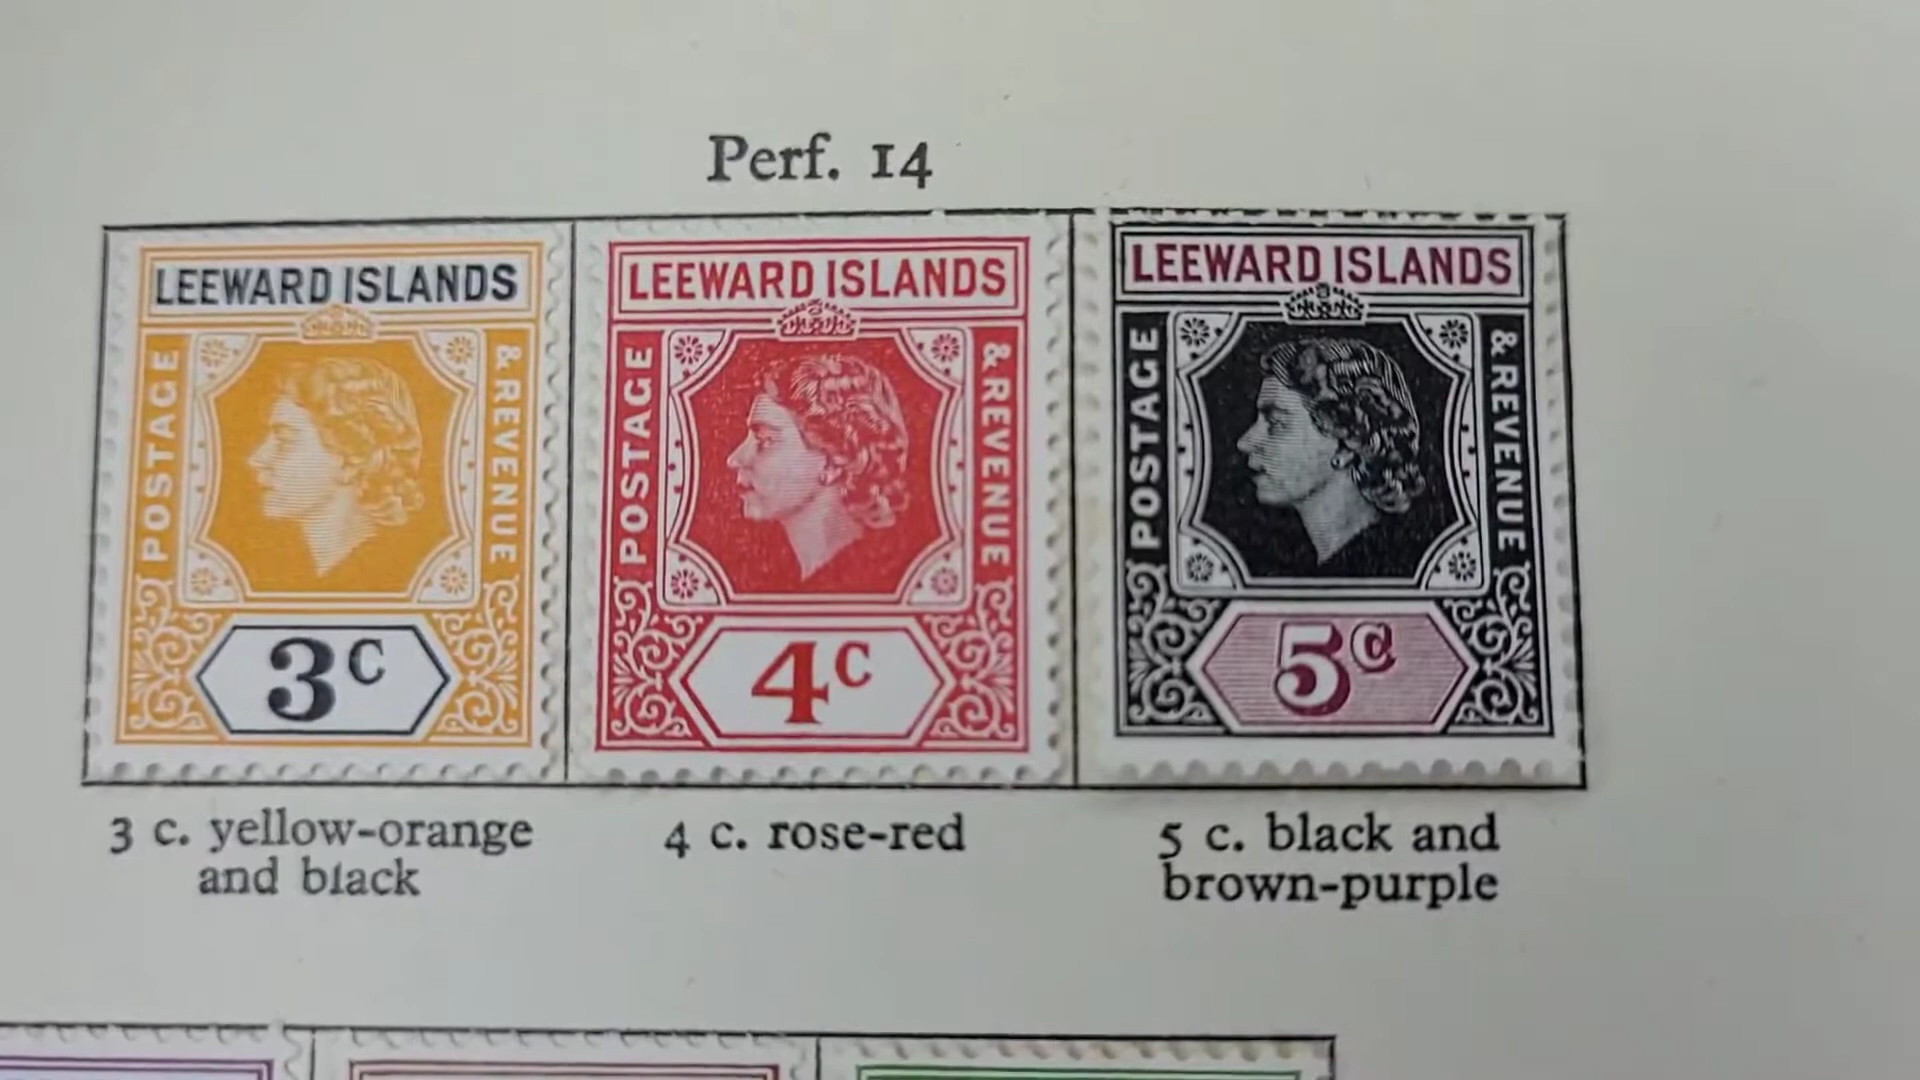 Perf. 14
LEEWARD ISLANDS
POSTAGE
& REVENUE
3c
LEEWARD ISLANDS
POSTAGE
& REVENUE
4c
LEEWARD ISLANDS
POSTAGE
& REVENUE
5c
3 c. yellow-orange
and black
4 c. rose-red
5 c. black and
brown-purple